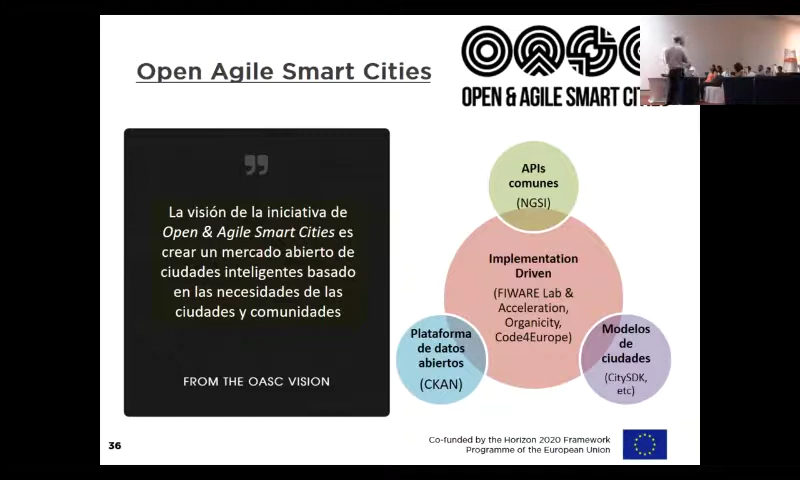 Open Agile Smart Cities
OPEN & AGILE SMART CIT
”
La visión de la iniciativa de
Open & Agile Smart Cities es
crear un mercado abierto de
ciudades inteligentes basado
en las necesidades de las
ciudades y comunidades
FROM THE OASC VISION
APIs
comunes
(NGSI)
Implementation
Driven
(FIWARE Lab &
Acceleration,
Organicity,
Code4Europe)
Plataforma
de datos
abiertos
(CKAN)
Modelos
de
ciudades
(CitySDK,
etc)
36
Co-funded by the Horizon 2020 Framework
Programme of the European Union